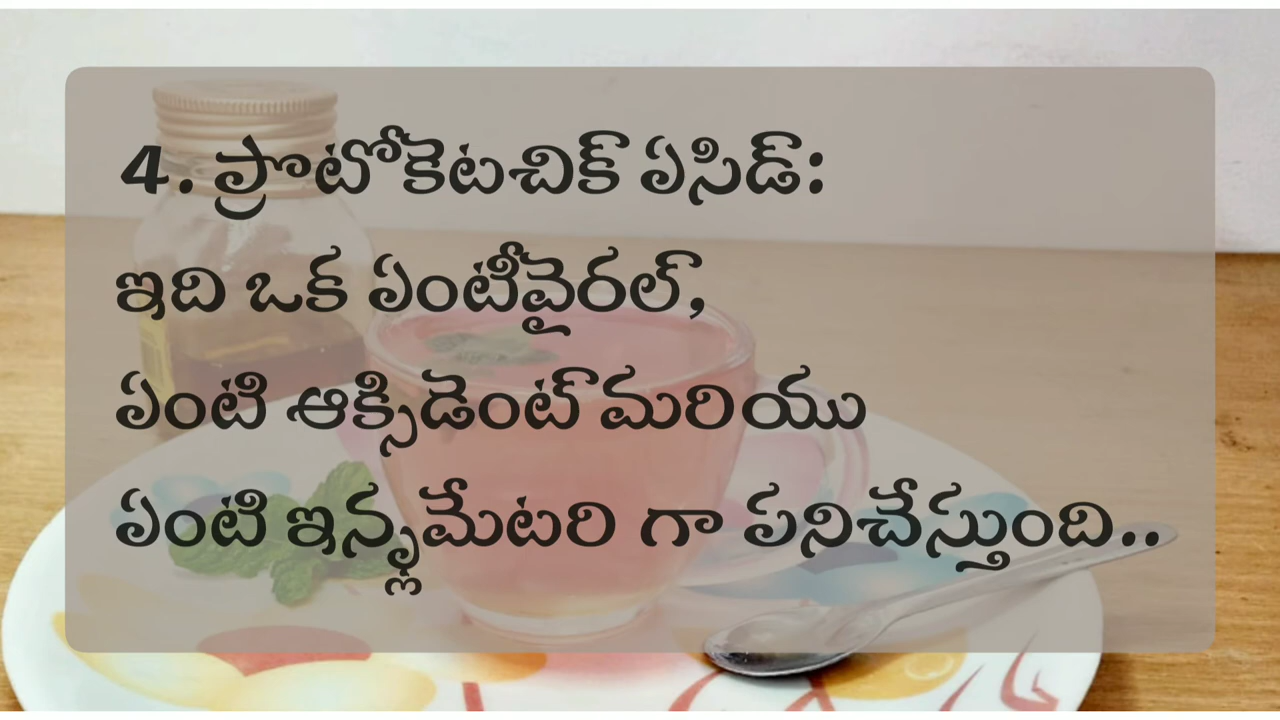 4. ప్రొటోకెటచిక్ ఏసిడ్:
ఇది ఒక ఏంటీవైరల్,
ఏంటి ఆక్సిడెంట్ మరియు
ఏంటి ఇన్ఫ్లమేటరి గా పనిచేస్తుంది..